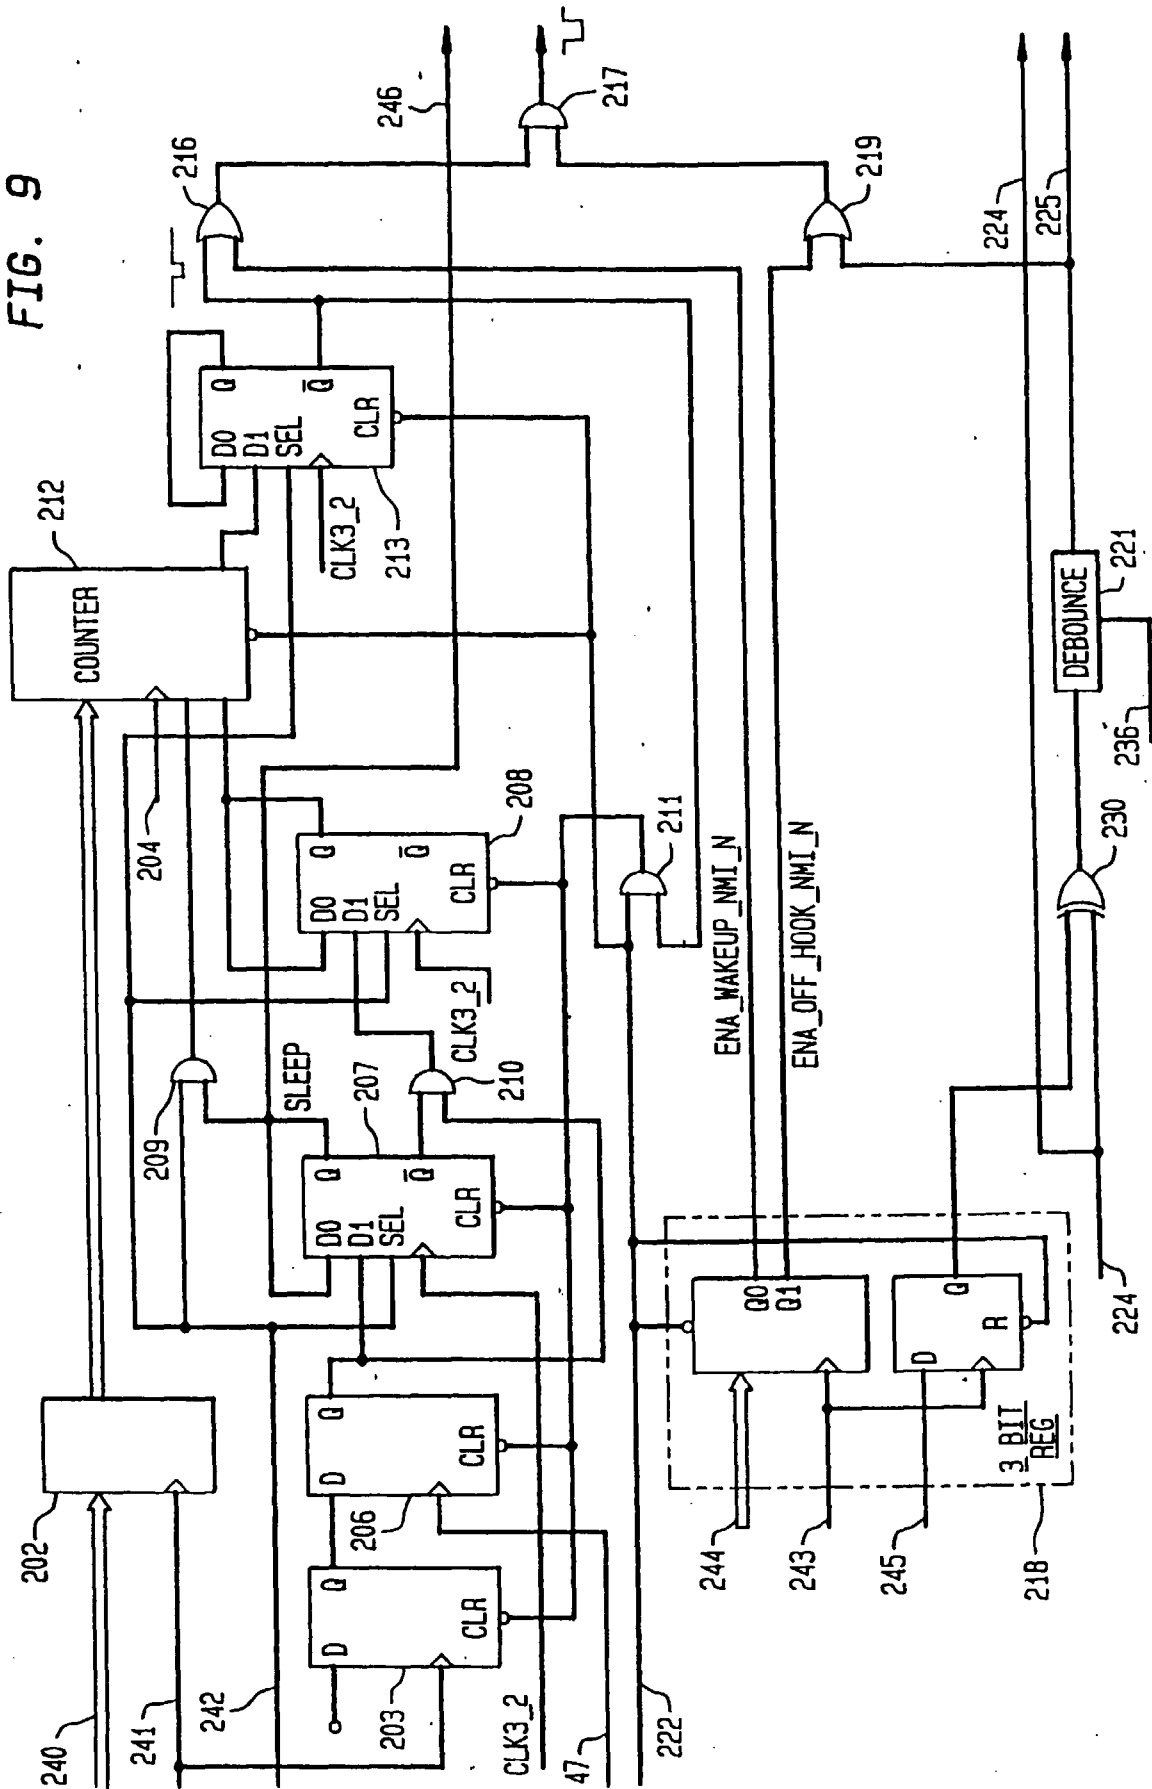 FIG. 9
240
241
242
202
203
D
Q
CLR
206
D
Q
CLR
CLK3_2
47
222
207
D0
D1
SEL
Q
Q
CLR
SLEEP
209
210
CLK3_2
204
208
D0
D1
SEL
Q
Q
CLR
211
212
COUNTER
CLK3_2
213
D0
D1
SEL
Q
Q
CLR
216
246
217
219
ENA_WAKEUP_NMI_N
ENA_OFF_HOOK_NMI_N
244
243
245
218
3 BIT
REG
Q0
Q1
D
Q
R
224
230
236
DEBOUNCE
221
224
225